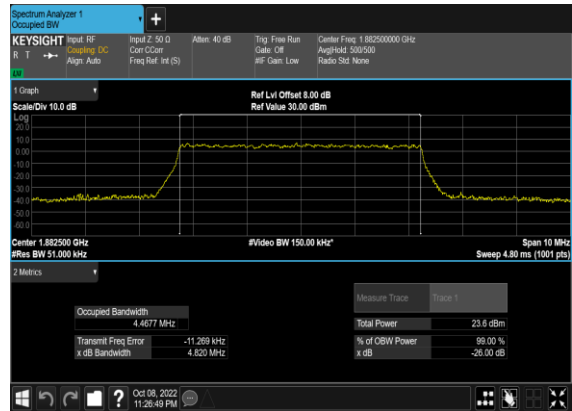 Spectrum Analyzer 1
Occupied BW
+
KEYSIGHT Input: RF Input Z: 50 Ω Atten: 40 dB Trig: Free Run Center Freq: 1.882500000 GHz
R T Coupling: DC Corr CCorr Gate: Off Avg|Hold: 500/500
Align: Auto Freq Ref: Int (S) #IF Gain: Low Radio Std: None
1 Graph
Ref Lvl Offset 8.00 dB
Scale/Div 10.0 dB Ref Value 30.00 dBm
Log
20.0
10.0
0.00
-10.0
-20.0
-30.0
-40.0
-50.0
-60.0
Center 1.882500 GHz #Video BW 150.00 kHz* Span 10 MHz
#Res BW 51.000 kHz Sweep 4.80 ms (1001 pts)
2 Metrics
Measure Trace Trace 1
Occupied Bandwidth
4.4677 MHz Total Power 23.6 dBm
Transmit Freq Error -11.269 kHz % of OBW Power 99.00 %
x dB Bandwidth 4.820 MHz x dB -26.00 dB
? Oct 08, 2022
11:26:49 PM